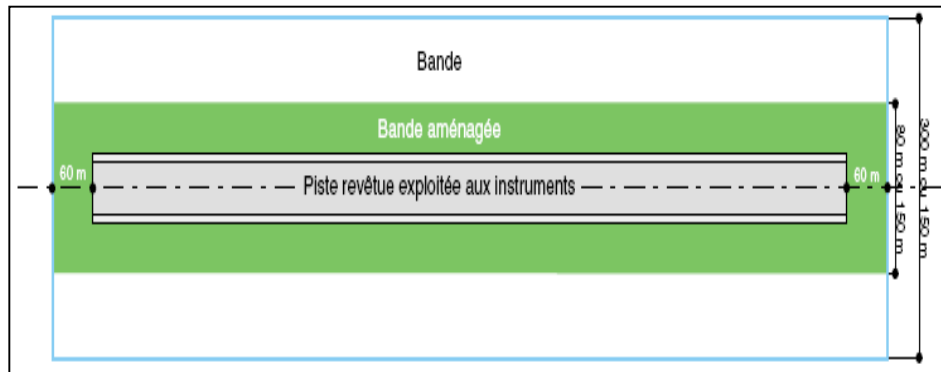 Bande
Bande aménagée
60 m
Piste revêtue exploitée aux instruments
60 m
80 m ou 150 m
300 m ou 150 m